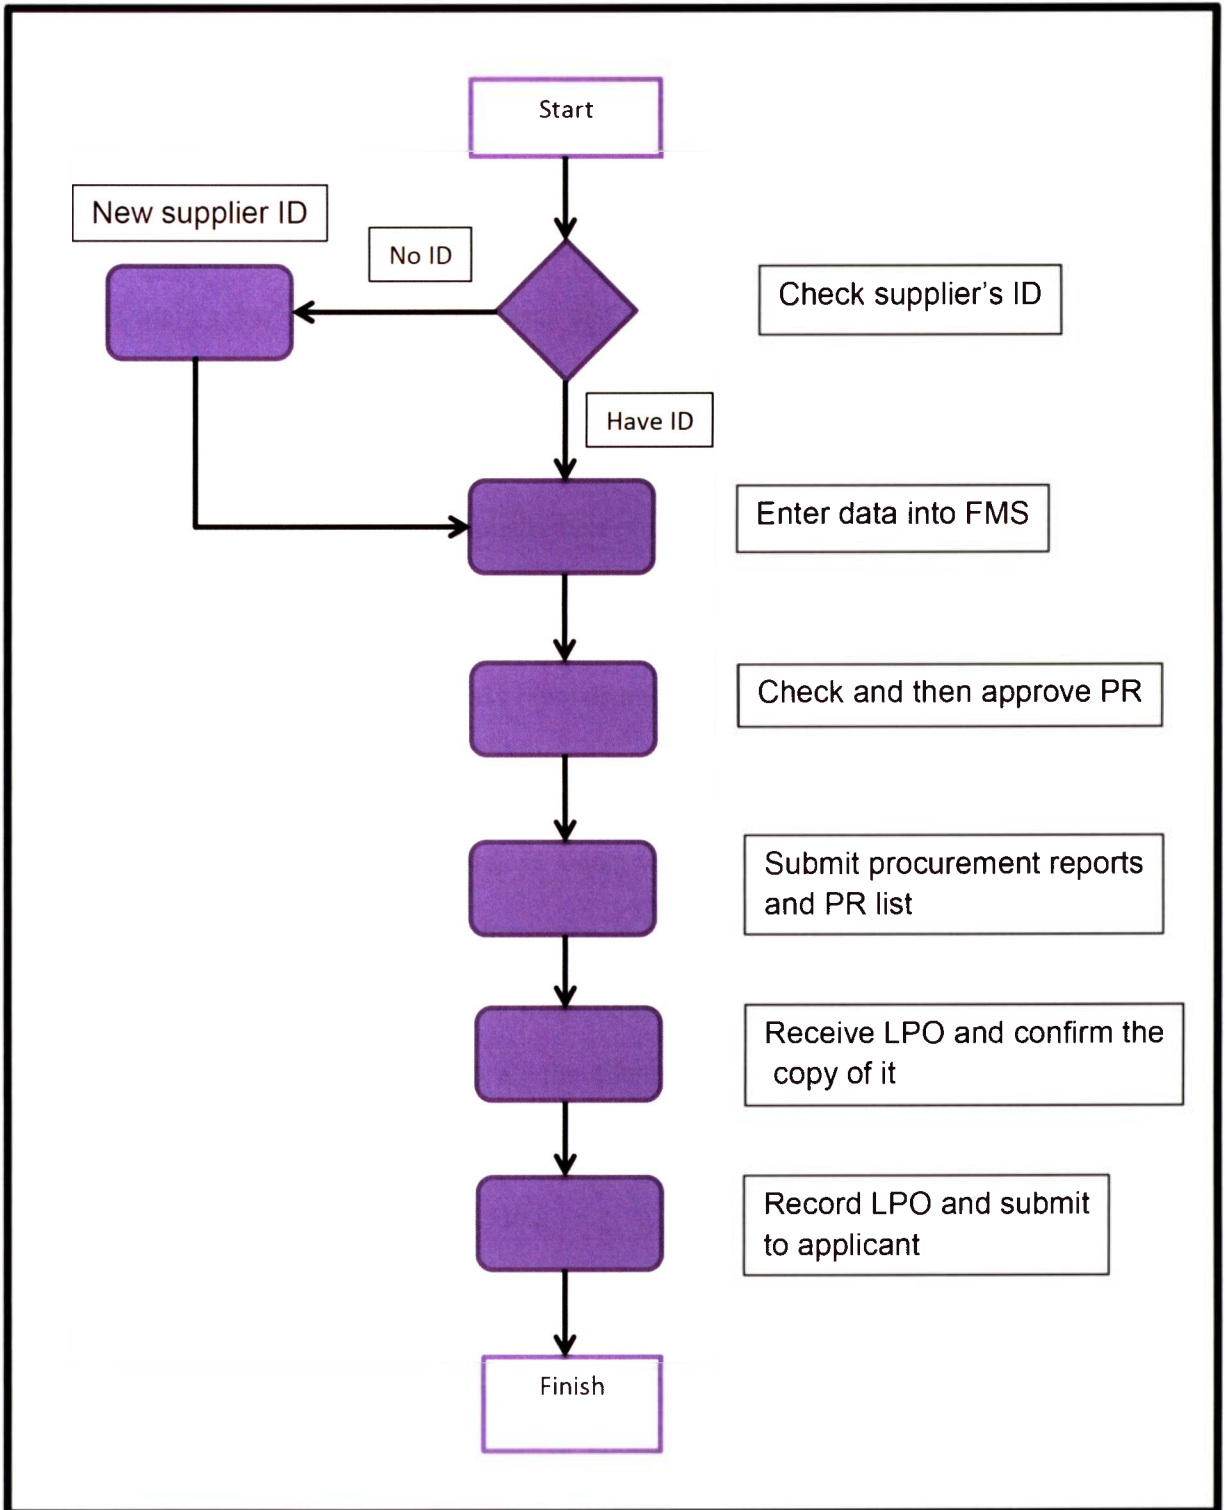 Start
New supplier ID
No ID
Check supplier's ID
Have ID
Enter data into FMS
Check and then approve PR
Submit procurement reports
and PR list
Receive LPO and confirm the
copy of it
Record LPO and submit
to applicant
Finish